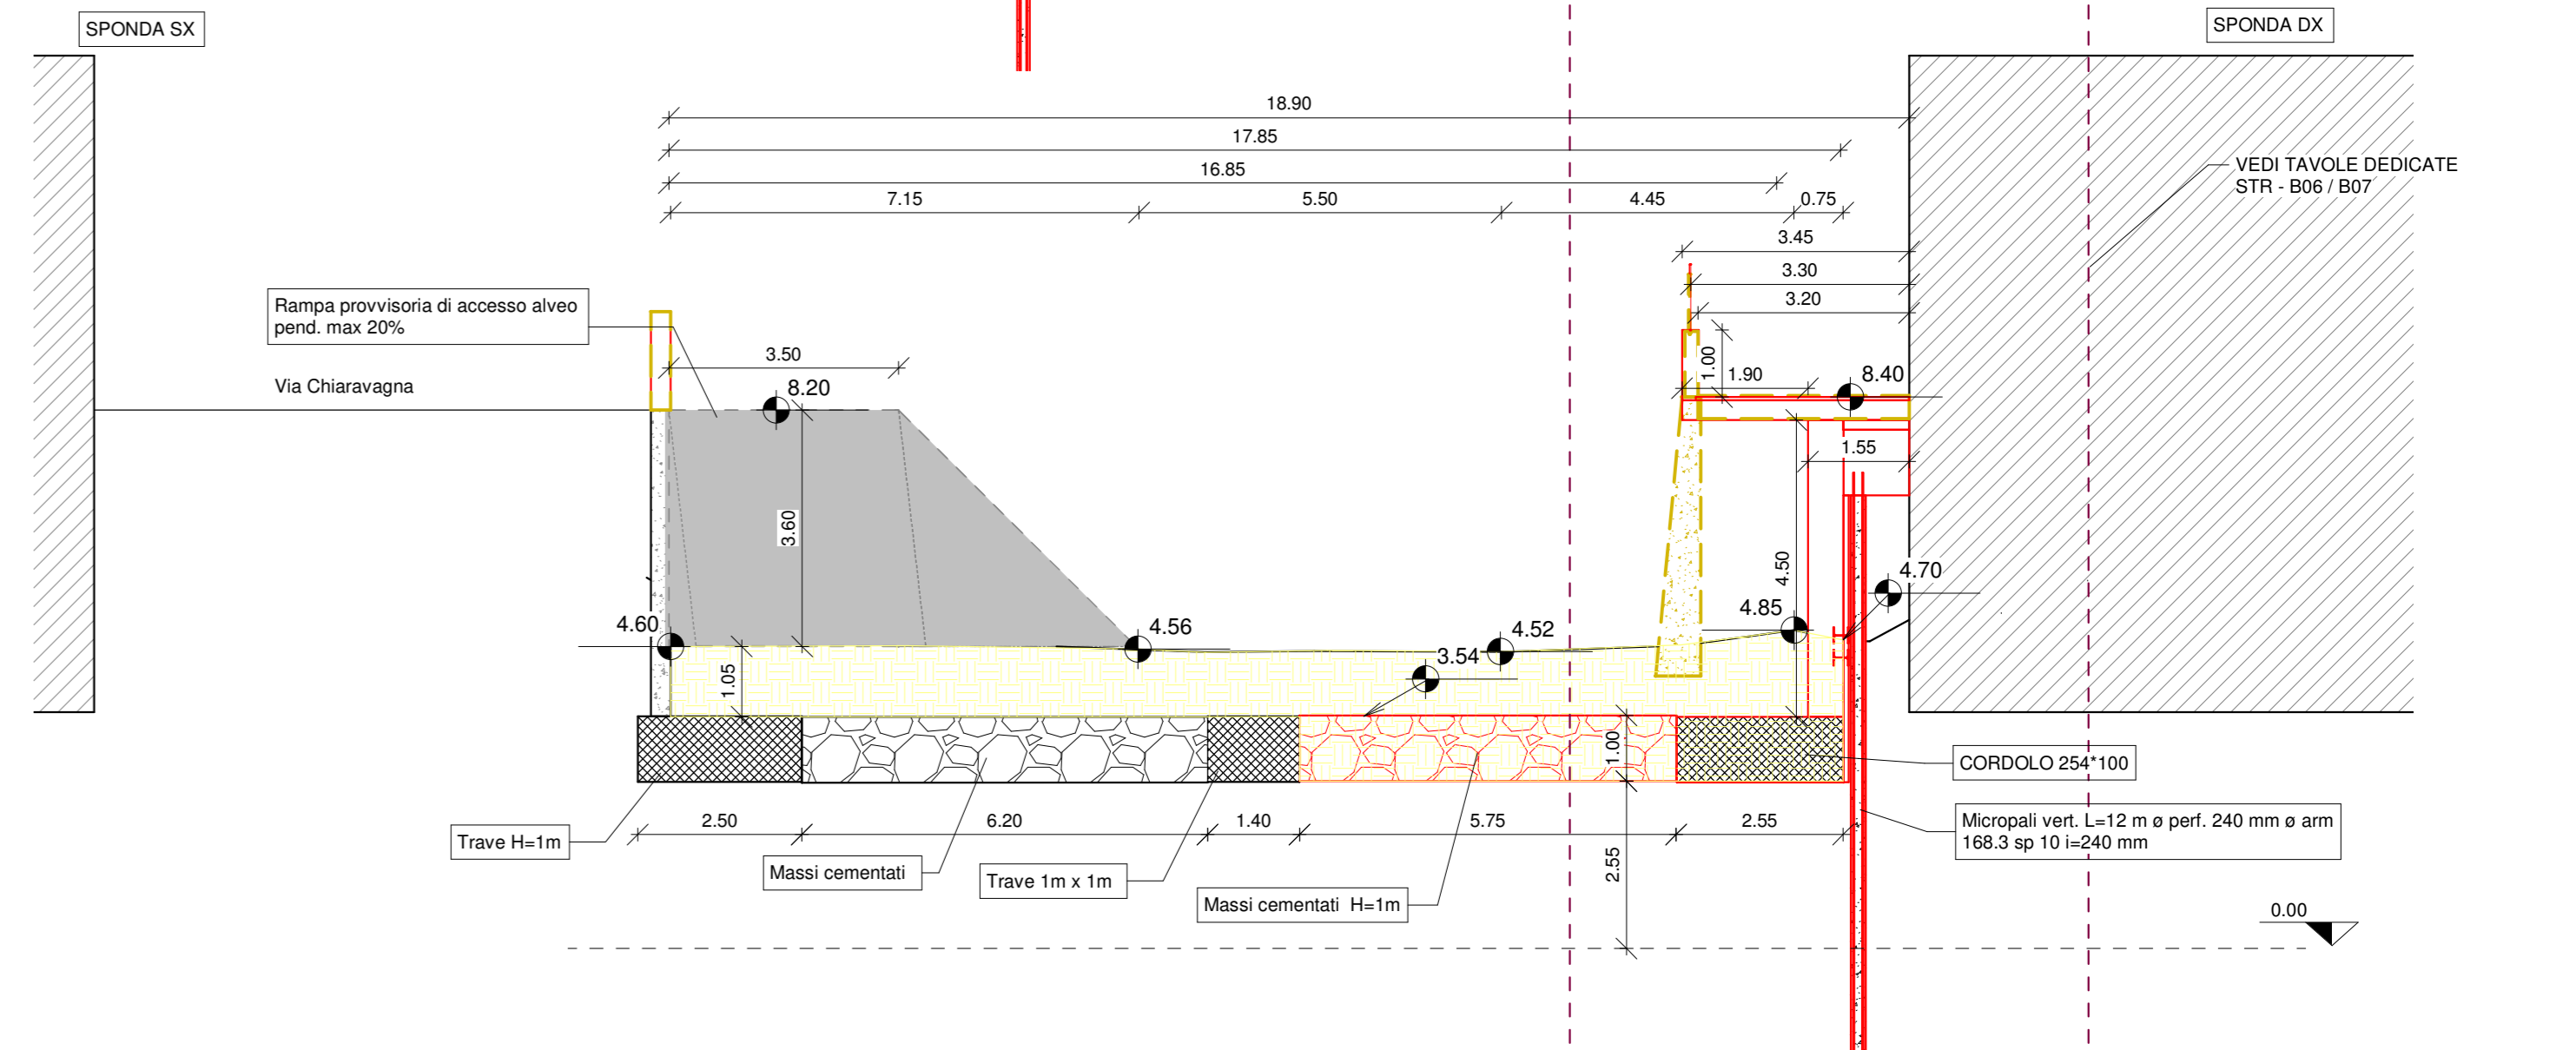 SPONDA SX
SPONDA DX
18.90
17.85
16.85
7.15
5.50
4.45
0.75
VEDI TAVOLE DEDICATE
STR - B06 / B07
3.45
3.30
3.20
Rampa provvisoria di accesso alveo
pend. max 20%
3.50
1.00
1.90
8.40
Via Chiaravagna
8.20
1.55
3.60
4.50
4.70
4.60
4.56
4.52
4.85
3.54
1.05
1.00
CORDOLO 254*100
2.50
6.20
1.40
5.75
2.55
Micropali vert. L=12 m ø perf. 240 mm ø arm
168.3 sp 10 i=240 mm
Trave H=1m
Massi cementati
Trave 1m x 1m
Massi cementati H=1m
2.55
0.00